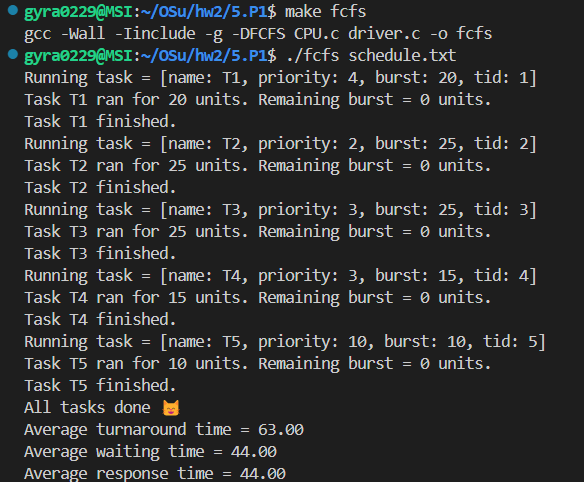 gyra0229@MSI:~/OSu/hw2/5.P1$ make fcfs
gcc -Wall -Iinclude -g -DFCFS CPU.c driver.c -o fcfs
gyra0229@MSI:~/OSu/hw2/5.P1$ ./fcfs schedule.txt
Running task = [name: T1, priority: 4, burst: 20, tid: 1]
Task T1 ran for 20 units. Remaining burst = 0 units.
Task T1 finished.
Running task = [name: T2, priority: 2, burst: 25, tid: 2]
Task T2 ran for 25 units. Remaining burst = 0 units.
Task T2 finished.
Running task = [name: T3, priority: 3, burst: 25, tid: 3]
Task T3 ran for 25 units. Remaining burst = 0 units.
Task T3 finished.
Running task = [name: T4, priority: 3, burst: 15, tid: 4]
Task T4 ran for 15 units. Remaining burst = 0 units.
Task T4 finished.
Running task = [name: T5, priority: 10, burst: 10, tid: 5]
Task T5 ran for 10 units. Remaining burst = 0 units.
Task T5 finished.
All tasks done 😸
Average turnaround time = 63.00
Average waiting time = 44.00
Average response time = 44.00